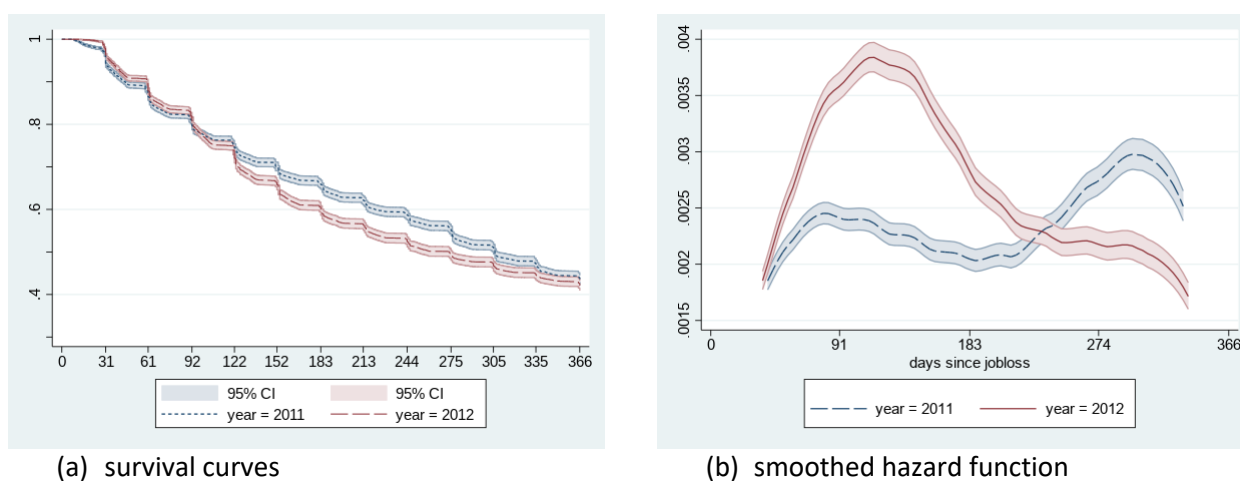 1
.8
.6
.4
0 31 61 92 122 152 183 213 244 275 305 335 366
95% CI 95% CI
year = 2011 year = 2012
(a) survival curves
.004
.0035
.003
.0025
.002
.0015
0 91 183 274 366
days since jobloss
year = 2011 year = 2012
(b) smoothed hazard function